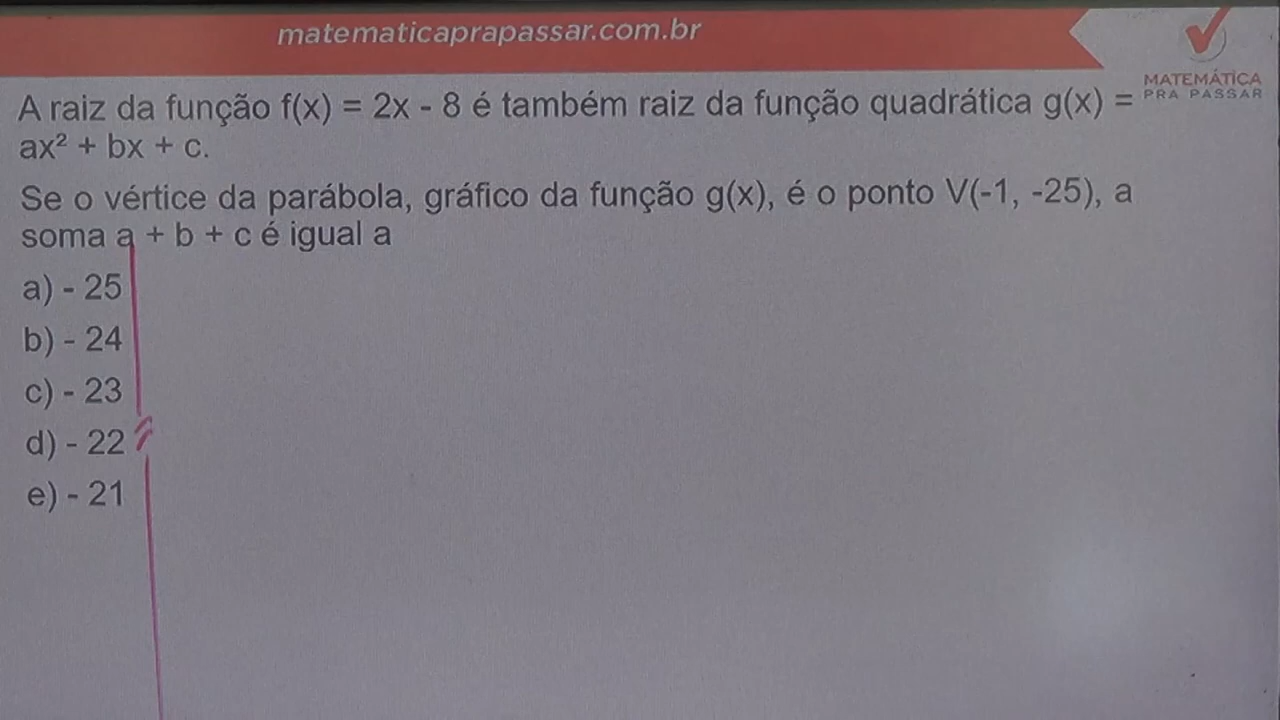 matematicaprapassar.com.br
MATEMÁTICA
PRA PASSAR
A raiz da função f(x) = 2x - 8 é também raiz da função quadrática g(x) =
ax² + bx + c.
Se o vértice da parábola, gráfico da função g(x), é o ponto V(-1, -25), a
soma a + b + c é igual a
a) - 25
b) - 24
c) - 23
d) - 22
e) - 21